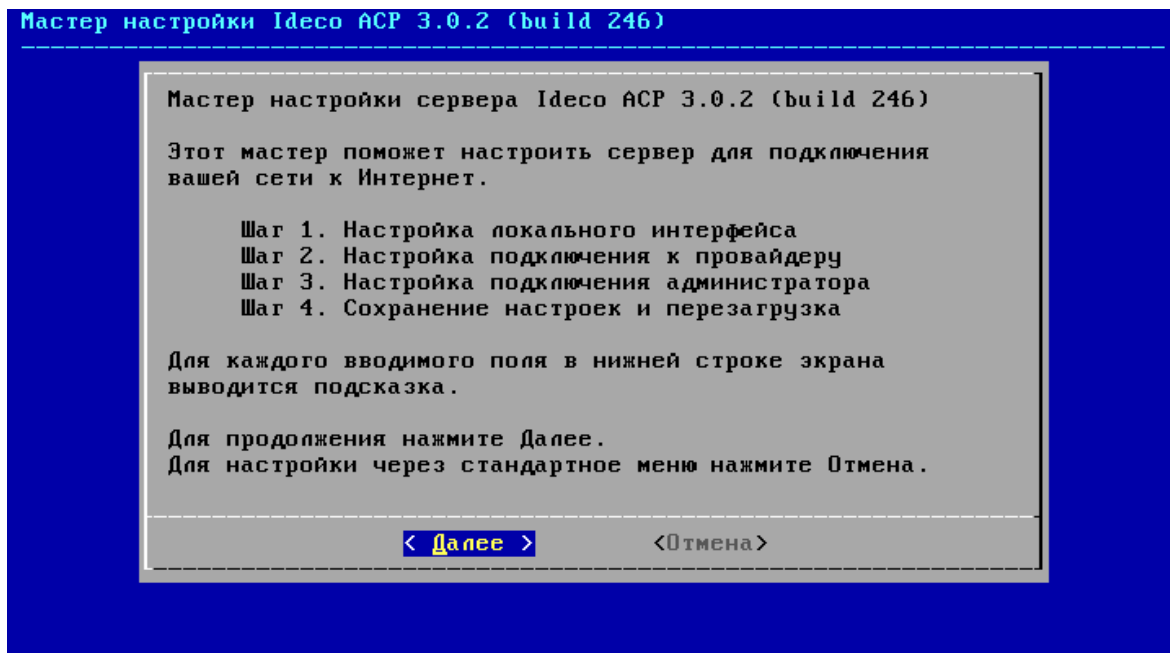 Мастер настройки Ideco ACP 3.0.2 (build 246)
Мастер настройки сервера Ideco ACP 3.0.2 (build 246)
Этот мастер поможет настроить сервер для подключения
вашей сети к Интернет.
Шаг 1. Настройка локального интерфейса
Шаг 2. Настройка подключения к провайдеру
Шаг 3. Настройка подключения администратора
Шаг 4. Сохранение настроек и перезагрузка
Для каждого вводимого поля в нижней строке экрана
выводится подсказка.
Для продолжения нажмите Далее.
Для настройки через стандартное меню нажмите Отмена.
< Далее > <Отмена>